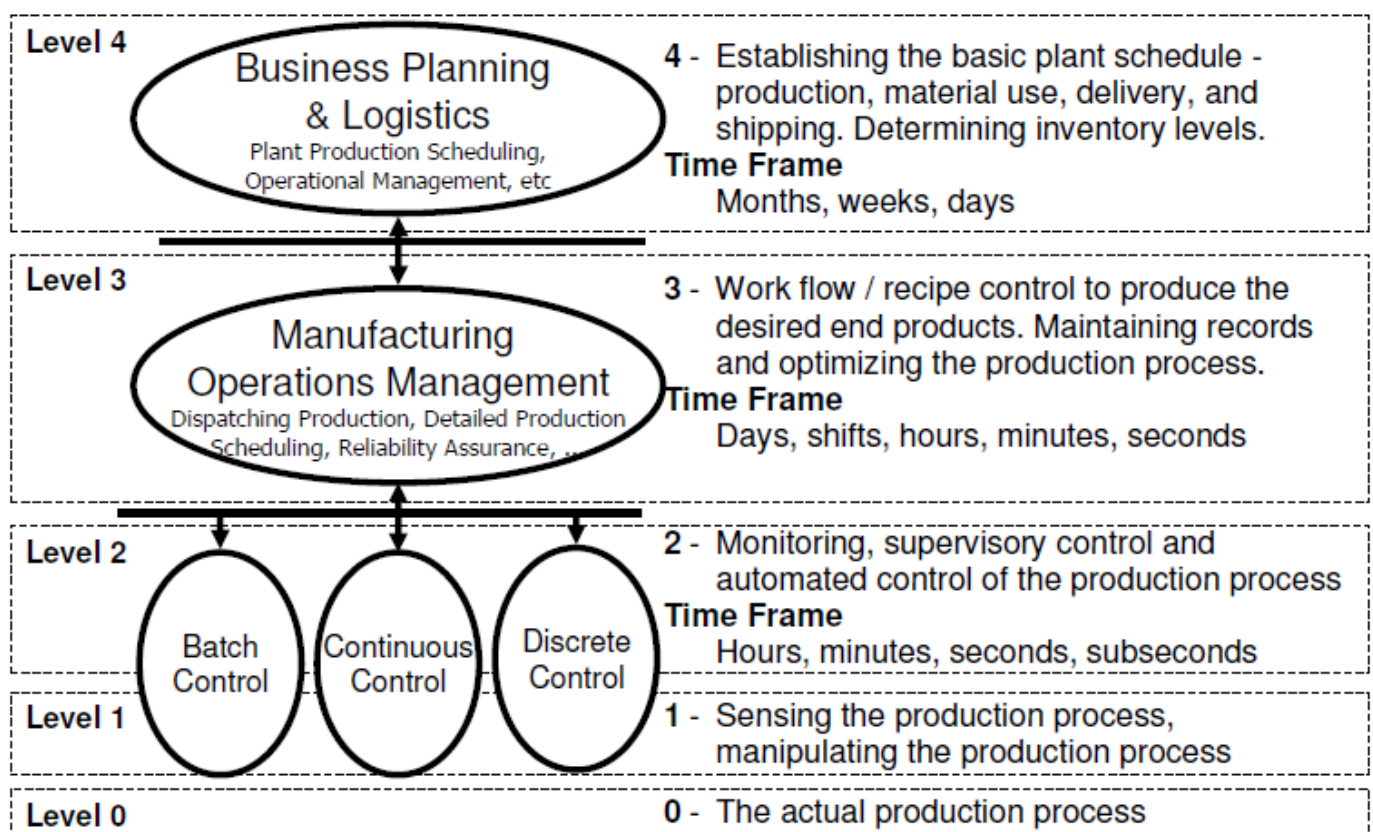 Level 4
Business Planning
& Logistics
Plant Production Scheduling,
Operational Management, etc
4 - Establishing the basic plant schedule -
production, material use, delivery, and
shipping. Determining inventory levels.
Time Frame
Months, weeks, days
Level 3
Manufacturing
Operations Management
Dispatching Production, Detailed Production
Scheduling, Reliability Assurance, ...
3 - Work flow / recipe control to produce the
desired end products. Maintaining records
and optimizing the production process.
Time Frame
Days, shifts, hours, minutes, seconds
Level 2
Batch
Control
Continuous
Control
Discrete
Control
2 - Monitoring, supervisory control and
automated control of the production process
Time Frame
Hours, minutes, seconds, subseconds
Level 1
1 - Sensing the production process,
manipulating the production process
Level 0
0 - The actual production process